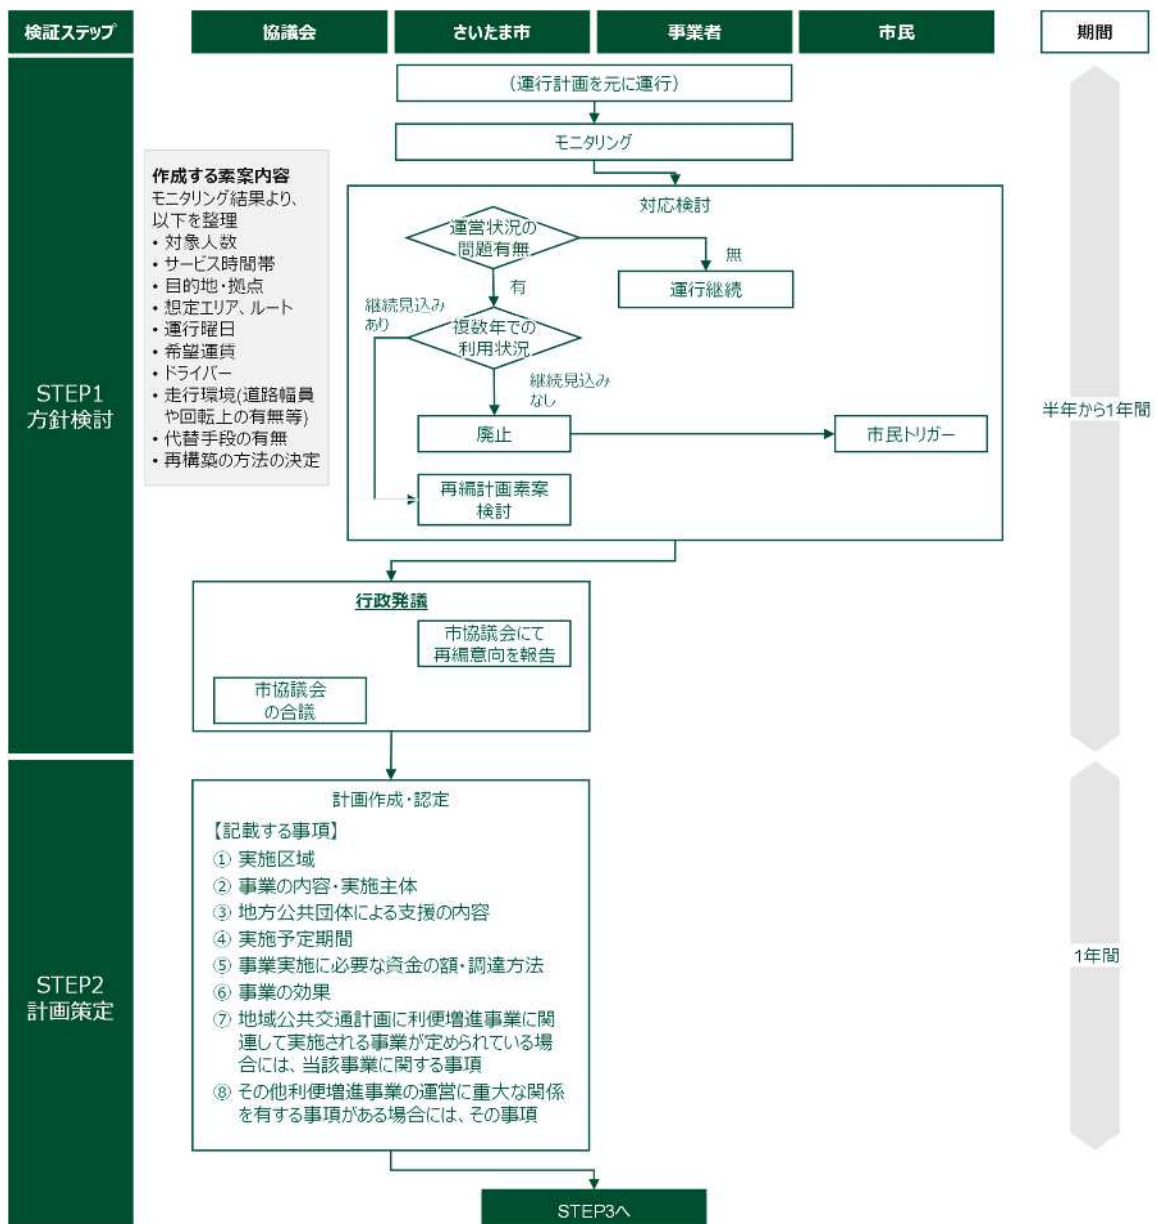 検証ステップ
協議会
さいたま市
事業者
市民
期間
STEP1
方針検討
(運行計画を元に運行)
モニタリング
作成する素案内容
モニタリング結果より、
以下を整理
・対象人数
・サービス時間帯
・目的地・拠点
・想定エリア、ルート
・運行曜日
・希望運賃
・ドライバー
・走行環境(道路幅員
や回転上の有無等)
・代替手段の有無
・再構築の方法の決定
対応検討
運営状況の
問題有無
無
運行継続
有
継続見込み
あり
複数年での
利用状況
継続見込み
なし
廃止
市民トリガー
再編計画素案
検討
半年から1年間
行政発議
市協議会にて
再編意向を報告
市協議会
の合議
STEP2
計画策定
計画作成・認定
【記載する事項】
① 実施区域
② 事業の内容・実施主体
③ 地方公共団体による支援の内容
④ 実施予定期間
⑤ 事業実施に必要な資金の額・調達方法
⑥ 事業の効果
⑦ 地域公共交通計画に利便増進事業に関
連して実施される事業が定められている場
合には、当該事業に関する事項
⑧ その他利便増進事業の運営に重大な関係
を有する事項がある場合には、その事項
1年間
STEP3へ